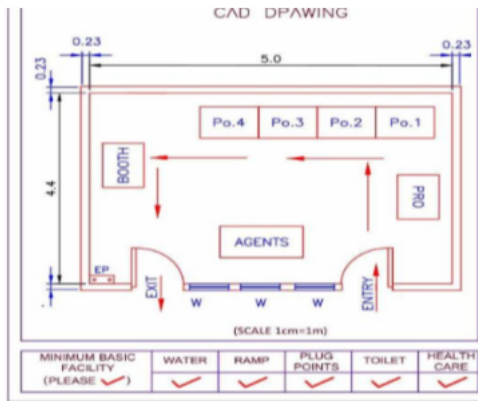 CAD DPAWING
0.23
0.23
5.0
0.23
Po.4 Po.3 Po.2 Po.1
BOOTH
PRO
4.4
AGENTS
EP
EXIT
W W W
ENTRY
(SCALE 1cm=1m)
MINIMUM BASIC
FACILITY
(PLEASE ✓)
WATER
RAMP
PLUG
POINTS
TOILET
HEALTH
CARE
✓ ✓ ✓ ✓ ✓